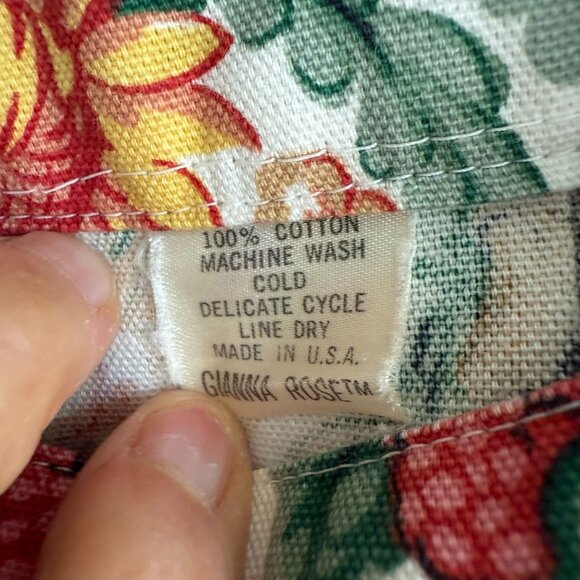 100% COTTON
MACHINE WASH
COLD
DELICATE CYCLE
LINE DRY
MADE IN U.S.A.
GIANNA ROSE™